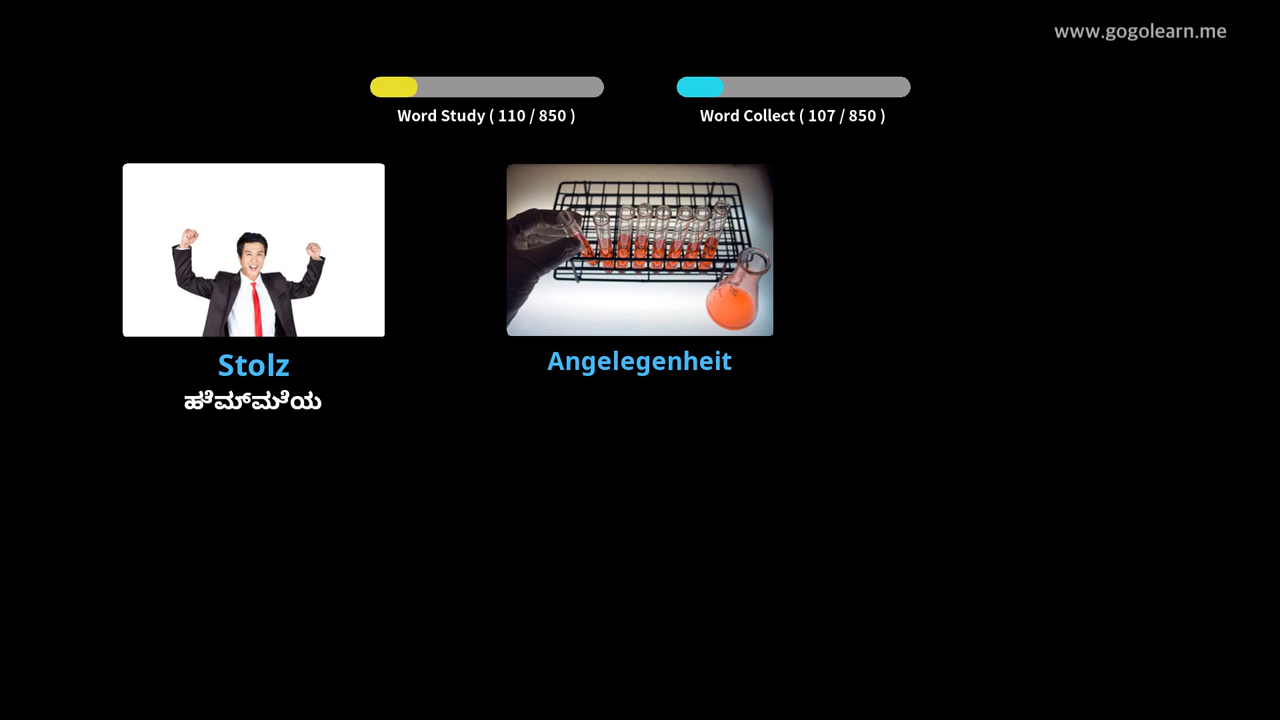 www.gogolearn.me
Word Study ( 110 / 850 )
Word Collect ( 107 / 850 )
Stolz
Angelegenheit
ಹೆಮ್ಮೆಯ